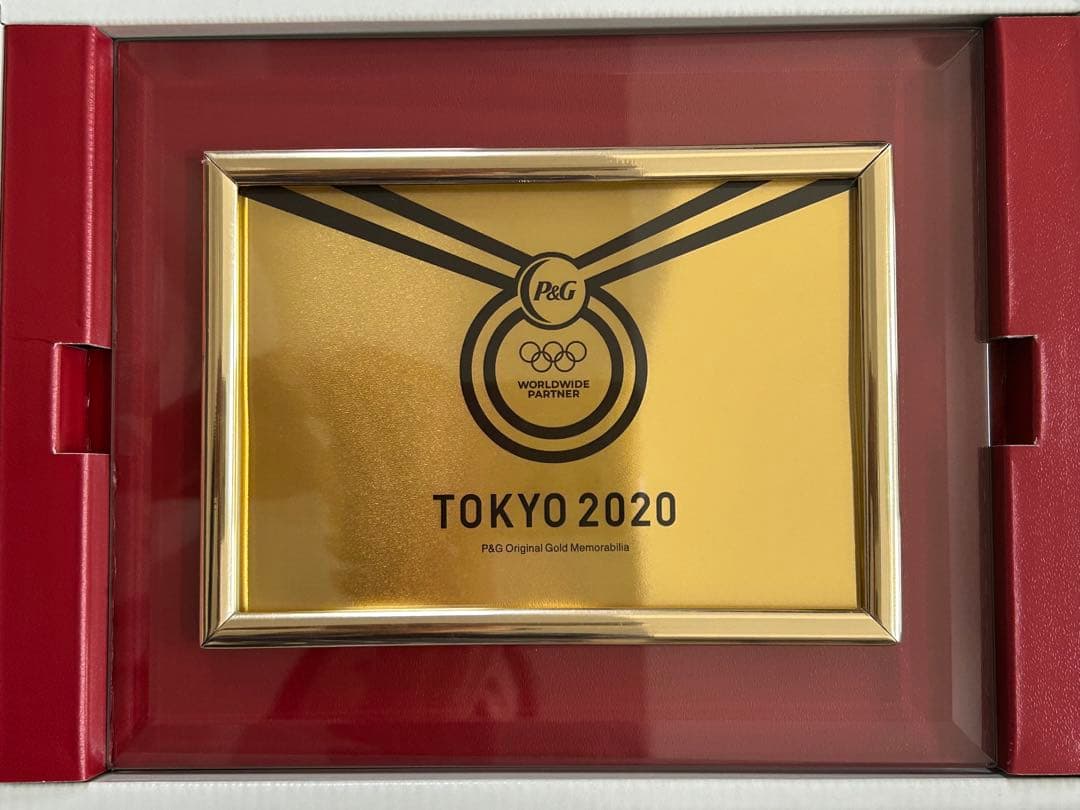 P&G
WORLDWIDE
PARTNER
TOKYO 2020
P&G Original Gold Memorabilia